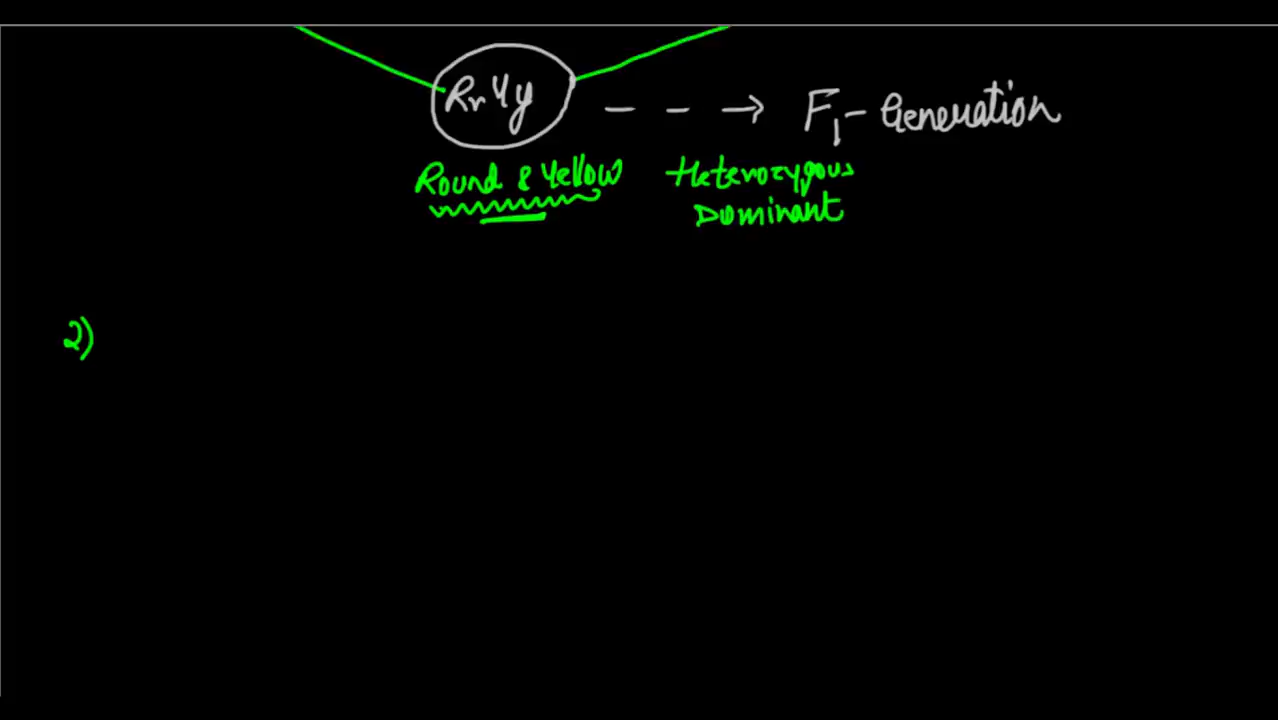 RrYy - - → F1- Generation
Round & Yellow Heterozygous
Dominant
2)